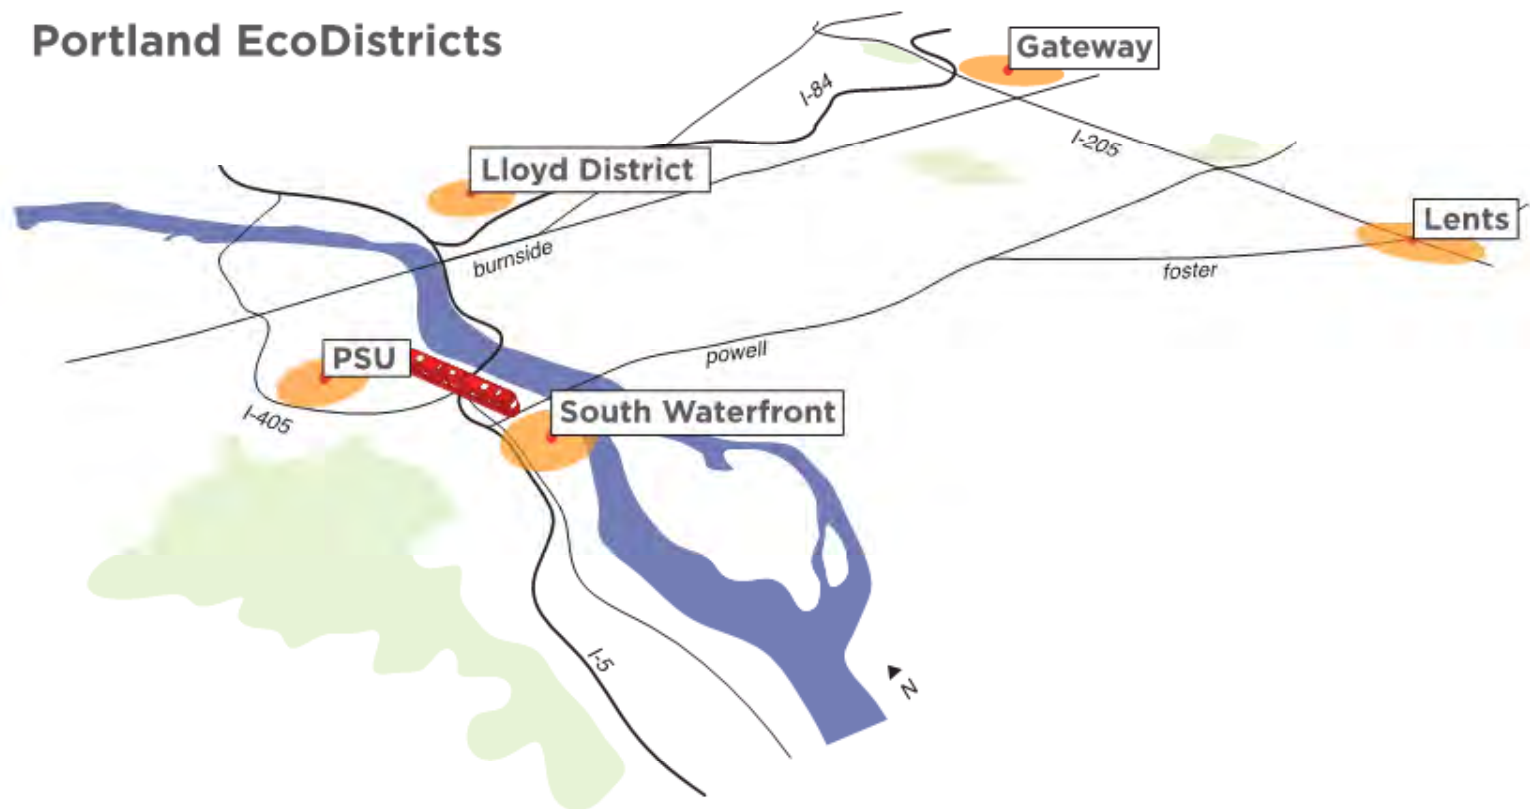 Portland EcoDistricts
Gateway
I-84
I-205
Lloyd District
Lents
burnside
foster
PSU
powell
South Waterfront
I-405
I-5
N